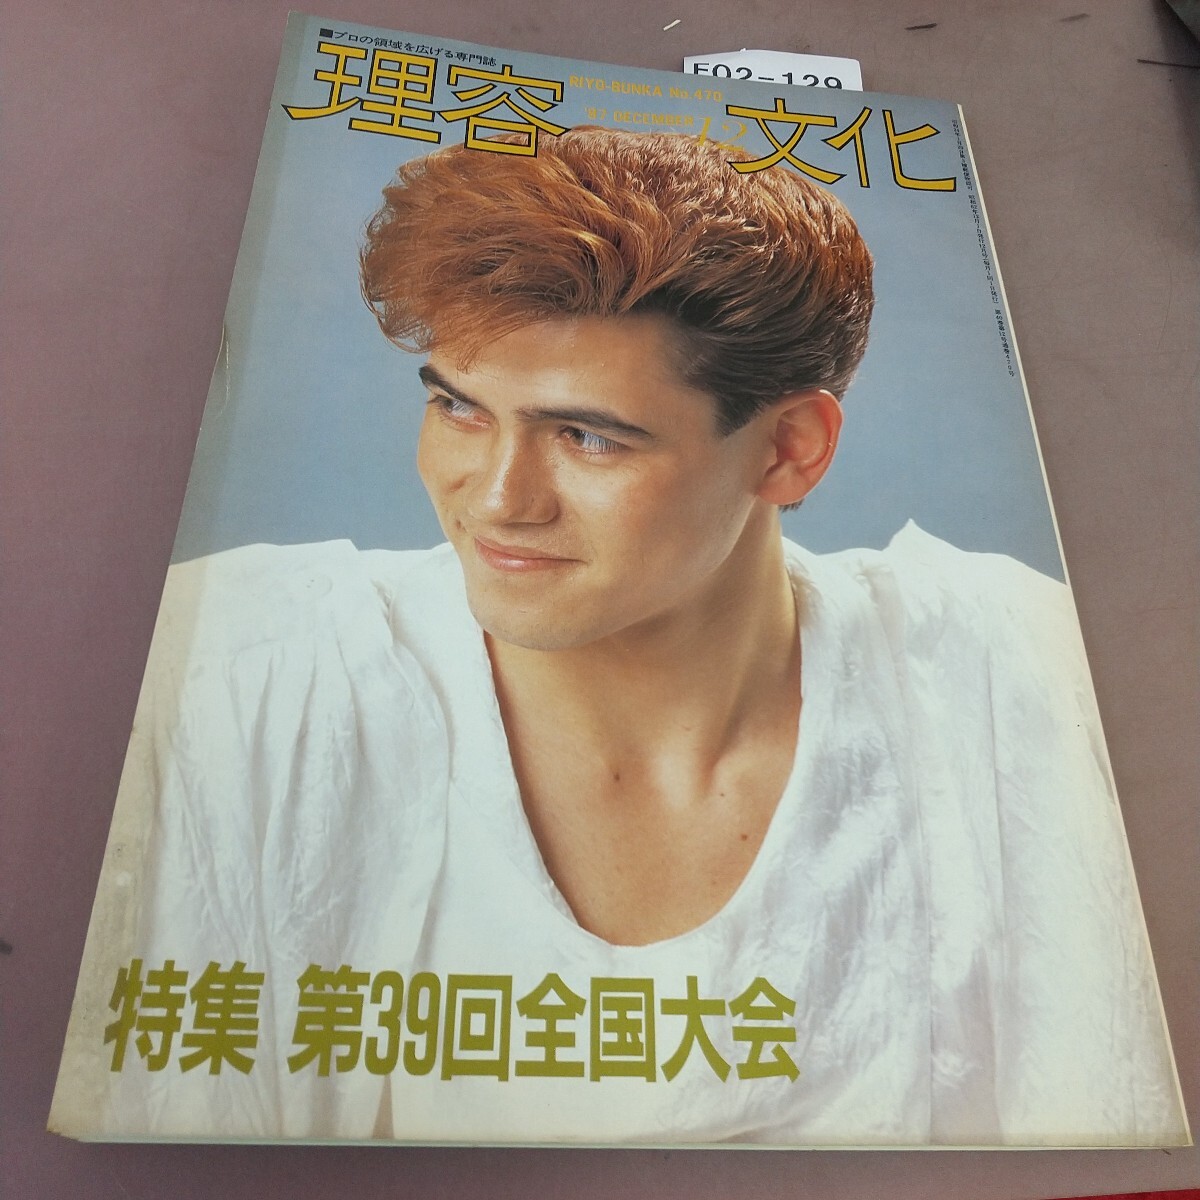 ■プロの領域を広げる専門誌
理容文化
RIYO-BUNKA No.470
'87 DECEMBER 12
E02-129
特集 第39回全国大会